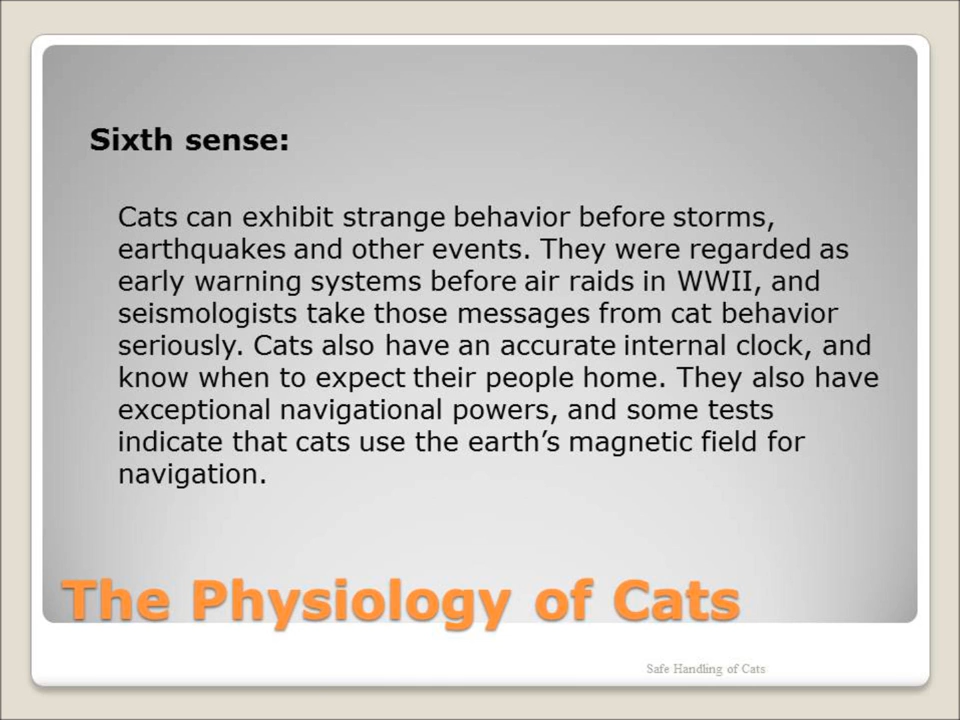 Sixth sense:
Cats can exhibit strange behavior before storms,
earthquakes and other events. They were regarded as
early warning systems before air raids in WWII, and
seismologists take those messages from cat behavior
seriously. Cats also have an accurate internal clock, and
know when to expect their people home. They also have
exceptional navigational powers, and some tests
indicate that cats use the earth’s magnetic field for
navigation.
The Physiology of Cats
Safe Handling of Cats